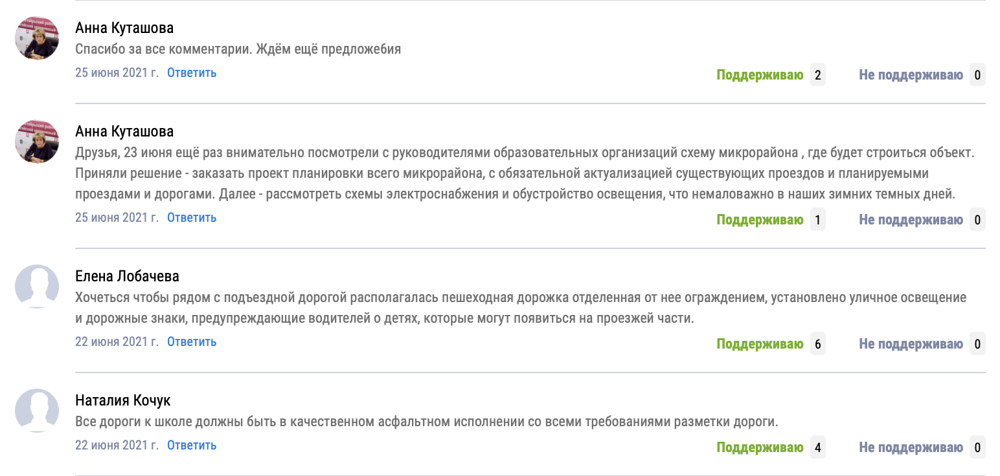 Анна Куташова
Спасибо за все комментарии. Ждём ещё предложе6ия
25 июня 2021 г. Ответить
Поддерживаю 2 Не поддерживаю 0
Анна Куташова
Друзья, 23 июня ещё раз внимательно посмотрели с руководителями образовательных организаций схему микрорайона , где будет строиться объект.
Приняли решение - заказать проект планировки всего микрорайона, с обязательной актуализацией существующих проездов и планируемыми
проездами и дорогами. Далее - рассмотреть схемы электроснабжения и обустройство освещения, что немаловажно в наших зимних темных дней.
25 июня 2021 г. Ответить
Поддерживаю 1 Не поддерживаю 0
Елена Лобачева
Хочеться чтобы рядом с подъездной дорогой располагалась пешеходная дорожка отделенная от нее ограждением, установлено уличное освещение
и дорожные знаки, предупреждающие водителей о детях, которые могут появиться на проезжей части.
22 июня 2021 г. Ответить
Поддерживаю 6 Не поддерживаю 0
Наталия Кочук
Все дороги к школе должны быть в качественном асфальтном исполнении со всеми требованиями разметки дороги.
22 июня 2021 г. Ответить
Поддерживаю 4 Не поддерживаю 0